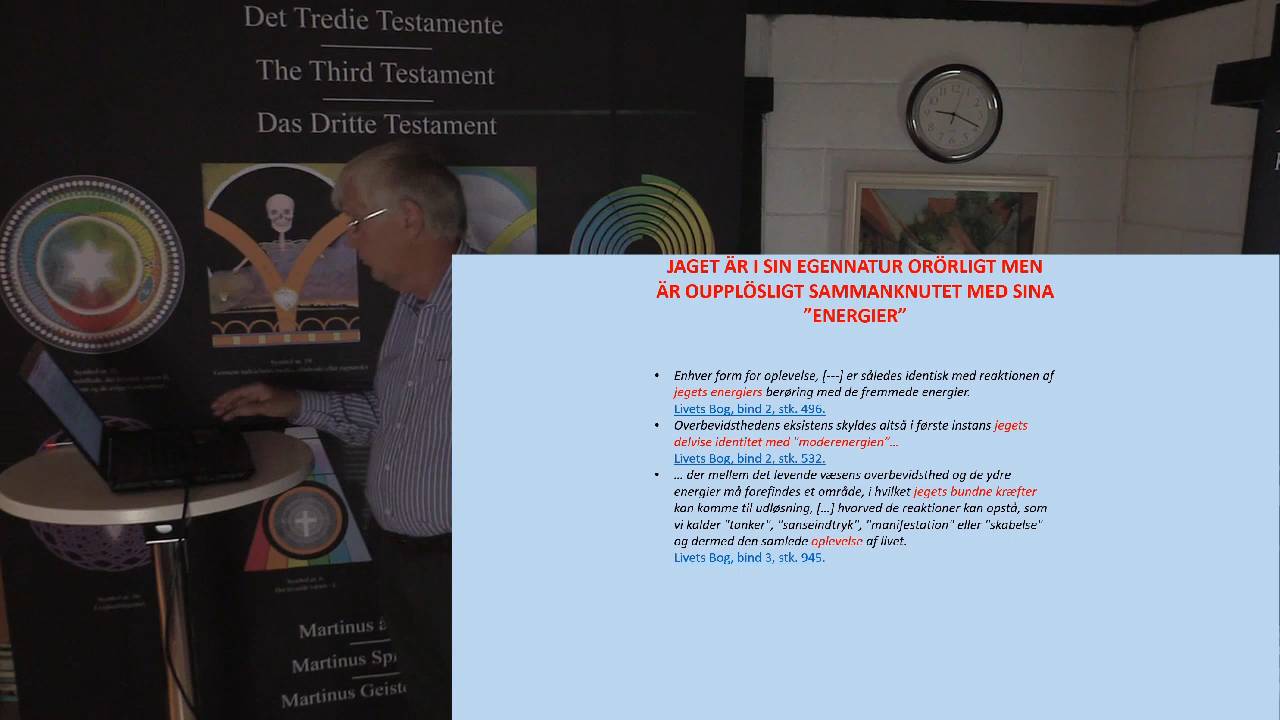 Det Tredie Testamente
The Third Testament
Das Dritte Testament
JAGET ÄR I SIN EGENNATUR ORÖRLIGT MEN
ÄR OUPPLÖSLIGT SAMMANKNUTET MED SINA
”ENERGIER”
• Enhver form for oplevelse, [---] er således identisk med reaktionen af
jegets energiers berøring med de fremmede energier.
Livets Bog, bind 2, stk. 496.
• Overbevidsthedens eksistens skyldes altså i første instans jegets
delvise identitet med "moderenergien"...
Livets Bog, bind 2, stk. 532.
• ... der mellem det levende væsens overbevidsthed og de ydre
energier må forefindes et område, i hvilket jegets bundne kræfter
kan komme til udløsning, [...] hvorved de reaktioner kan opstå, som
vi kalder "tanker", "sanseindtryk", "manifestation" eller "skabelse"
og dermed den samlede oplevelse af livet.
Livets Bog, bind 3, stk. 945.
Martinus
Martinus
Martinus